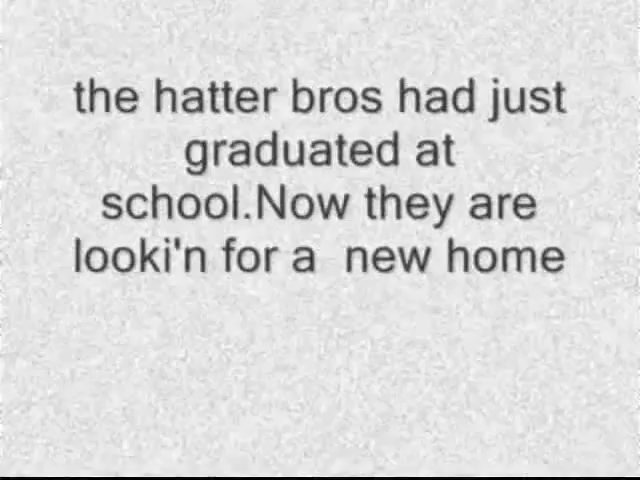 the hatter bros had just
graduated at
school.Now they are
looki'n for a  new home